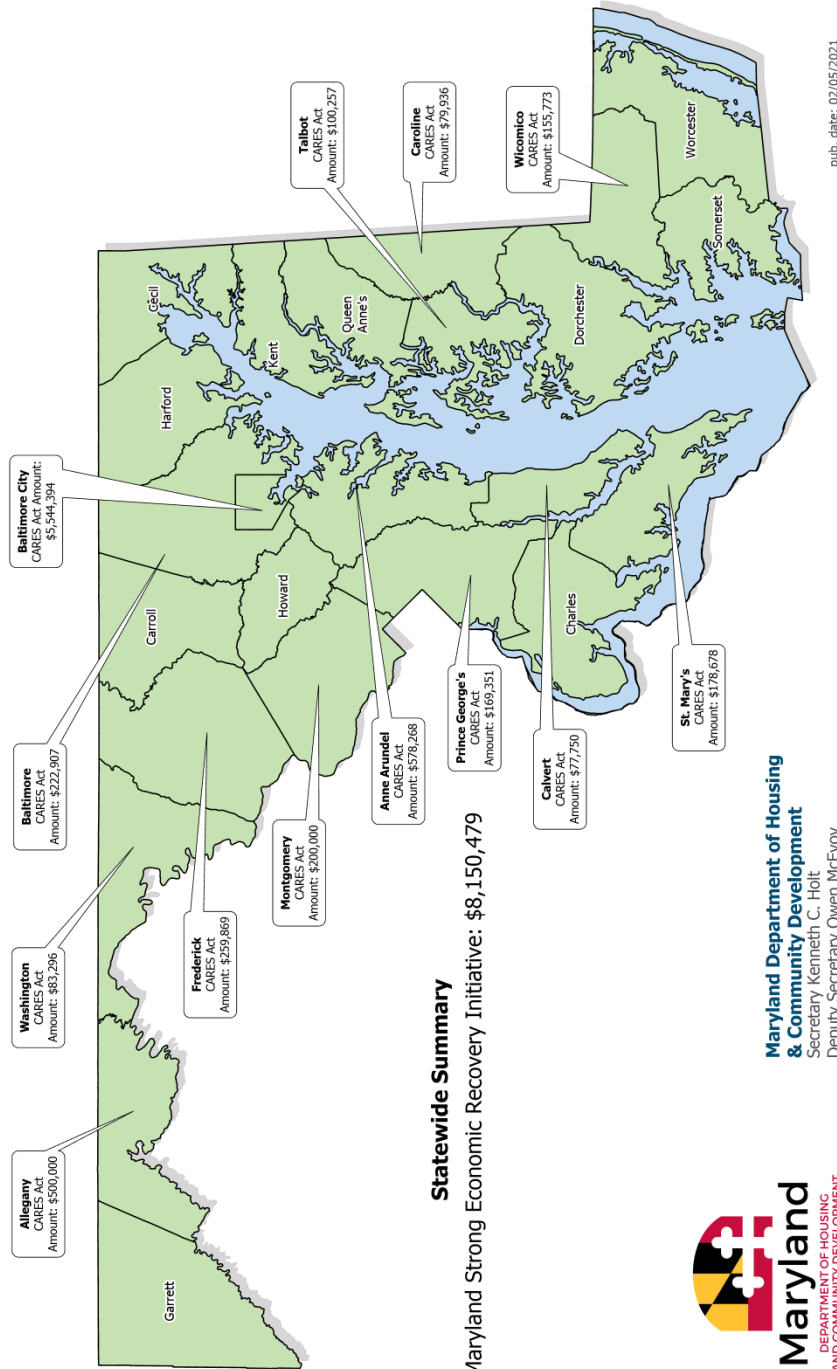 Allegany
CARES Act
Amount: $500,000
Washington
CARES Act
Amount: $83,296
Baltimore
CARES Act
Amount: $222,907
Baltimore City
CARES Act Amount:
$5,544,394
Garrett
Frederick
CARES Act
Amount: $259,869
Montgomery
CARES Act
Amount: $200,000
Anne Arundel
CARES Act
Amount: $578,268
Prince George's
CARES Act
Amount: $169,351
Calvert
CARES Act
Amount: $77,750
St. Mary's
CARES Act
Amount: $178,678
Carroll
Howard
Harford
Cecil
Kent
Queen
Anne's
Charles
Dorchester
Somerset
Worcester
Talbot
CARES Act
Amount: $100,257
Caroline
CARES Act
Amount: $79,936
Wicomico
CARES Act
Amount: $155,773
Statewide Summary
Maryland Strong Economic Recovery Initiative: $8,150,479
Maryland
DEPARTMENT OF HOUSING
AND COMMUNITY DEVELOPMENT
Maryland Department of Housing
& Community Development
Secretary Kenneth C. Holt
Deputy Secretary Owen McEvoy
pub. date: 02/05/2021